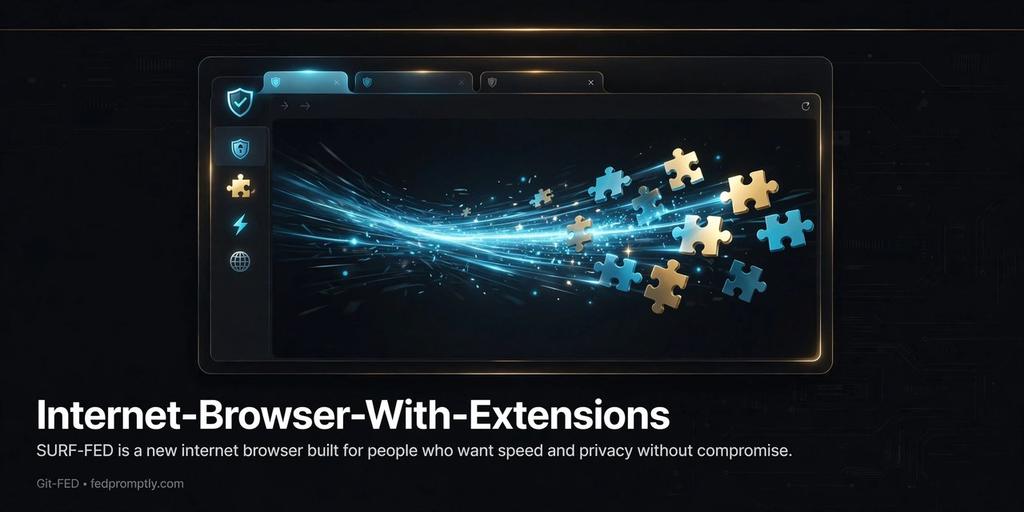 Internet-Browser-With-Extensions
SURF-FED is a new internet browser built for people who want speed and privacy without compromise.
Git-FED • fedpromptly.com